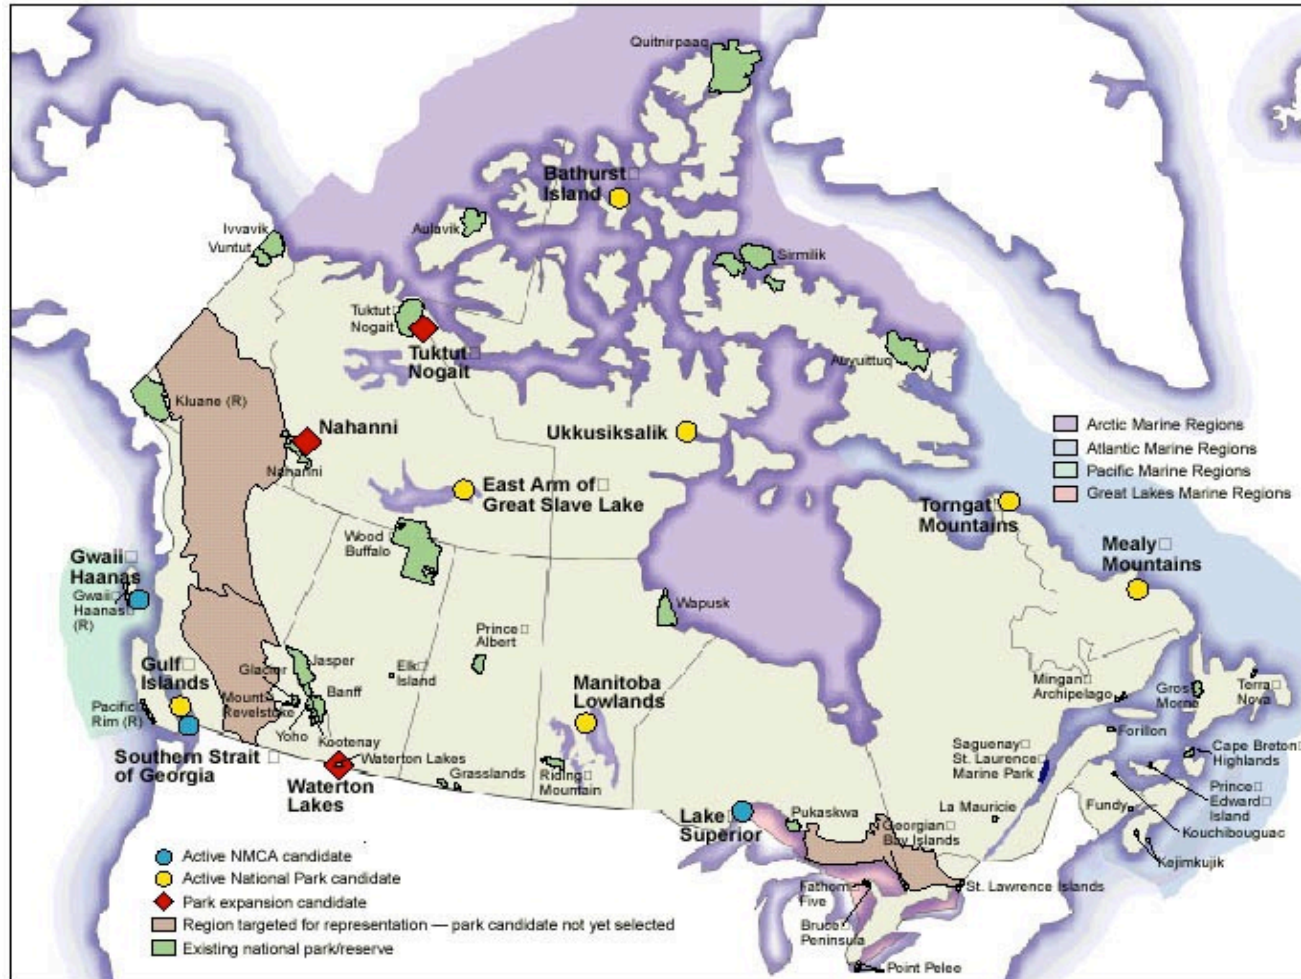 Quitnirpaaq
Bathurst
Island
Ivvavik
Vuntut
Aulavik
Sirmilik
Tuktut
Nogait
Tuktut
Nogait
Auyuittuq
Kluane (R)
Nahanni
Nahanni
Ukkusiksalik
Arctic Marine Regions
Atlantic Marine Regions
Pacific Marine Regions
Great Lakes Marine Regions
East Arm of
Great Slave Lake
Torngat
Mountains
Wood
Buffalo
Mealy
Mountains
Gwaii
Haanas
Gwaii
Haanas
(R)
Wapusk
Prince
Albert
Gulf
Islands
Glacier
Jasper
Elk
Island
Manitoba
Lowlands
Mingan
Archipelago
Gros
Morne
Terra
Nova
Pacific
Rim (R)
Mount
Revelstoke
Banff
Yoho
Kootenay
Forillon
Southern Strait
of Georgia
Waterton Lakes
Waterton
Lakes
Grasslands
Riding
Mountain
Saguenay
St. Laurence
Marine Park
Cape Breton
Highlands
Prince
Edward
Island
Lake
Superior
Pukaskwa
Georgian
Bay Islands
La Mauricie
Fundy
Kouchibouguac
Kejimkujik
Fathom
Five
St. Lawrence Islands
Bruce
Peninsula
Point Pelee
Active NMCA candidate
Active National Park candidate
Park expansion candidate
Region targeted for representation — park candidate not yet selected
Existing national park/reserve